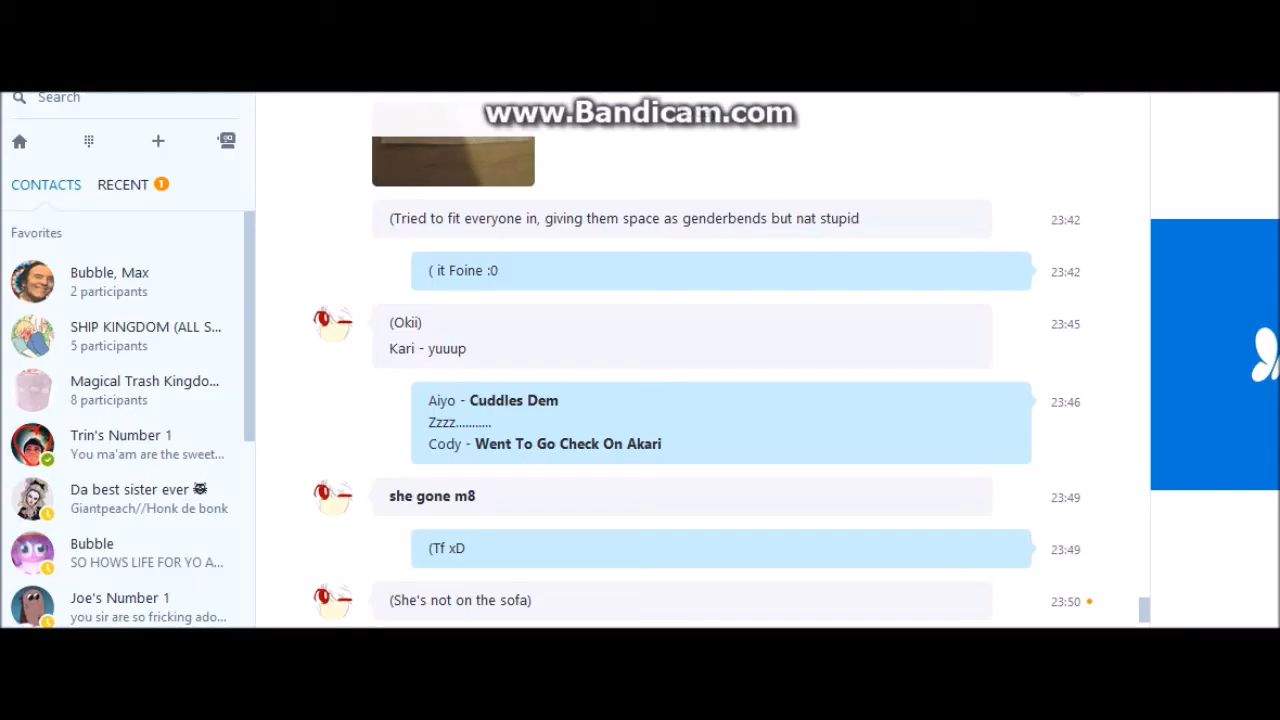 www.Bandicam.com
Search
CONTACTS RECENT 1
Favorites
Bubble, Max
2 participants
SHIP KINGDOM (ALL S...
5 participants
Magical Trash Kingdo...
8 participants
Trin's Number 1
You ma'am are the sweet...
Da best sister ever
Giantpeach//Honk de bonk
Bubble
SO HOWS LIFE FOR YO A...
Joe's Number 1
you sir are so fricking ado...
(Tried to fit everyone in, giving them space as genderbends but nat stupid 23:42
( it Foine :0 23:42
(Okii) 23:45
Kari - yuuup
Aiyo - Cuddles Dem 23:46
Zzzz...........
Cody - Went To Go Check On Akari
she gone m8 23:49
(Tf xD 23:49
(She's not on the sofa) 23:50